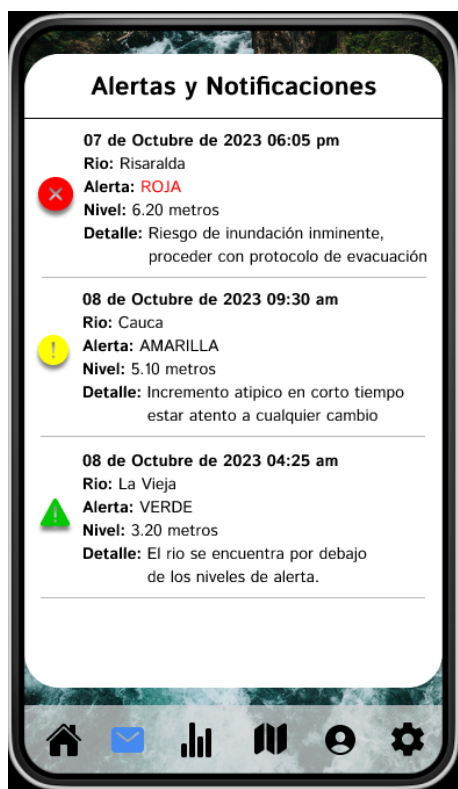 Alertas y Notificaciones
07 de Octubre de 2023 06:05 pm
Rio: Risaralda
Alerta: ROJA
Nivel: 6.20 metros
Detalle: Riesgo de inundación inminente,
proceder con protocolo de evacuación
08 de Octubre de 2023 09:30 am
Rio: Cauca
Alerta: AMARILLA
Nivel: 5.10 metros
Detalle: Incremento atipico en corto tiempo
estar atento a cualquier cambio
08 de Octubre de 2023 04:25 am
Rio: La Vieja
Alerta: VERDE
Nivel: 3.20 metros
Detalle: El rio se encuentra por debajo
de los niveles de alerta.